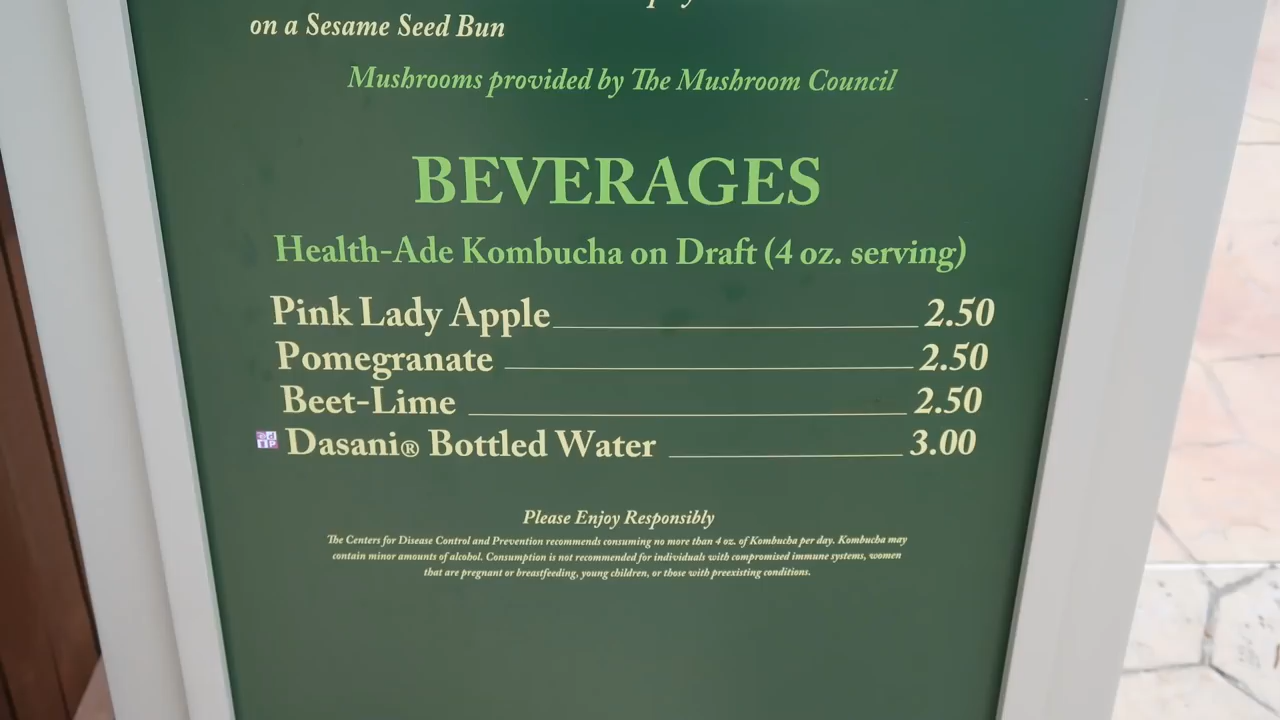 on a Sesame Seed Bun
Mushrooms provided by The Mushroom Council
BEVERAGES
Health-Ade Kombucha on Draft (4 oz. serving)
Pink Lady Apple 2.50
Pomegranate 2.50
Beet-Lime 2.50
Dasani® Bottled Water 3.00
Please Enjoy Responsibly
The Centers for Disease Control and Prevention recommends consuming no more than 4 oz. of Kombucha per day. Kombucha may
contain minor amounts of alcohol. Consumption is not recommended for individuals with compromised immune systems, women
that are pregnant or breastfeeding, young children, or those with preexisting conditions.